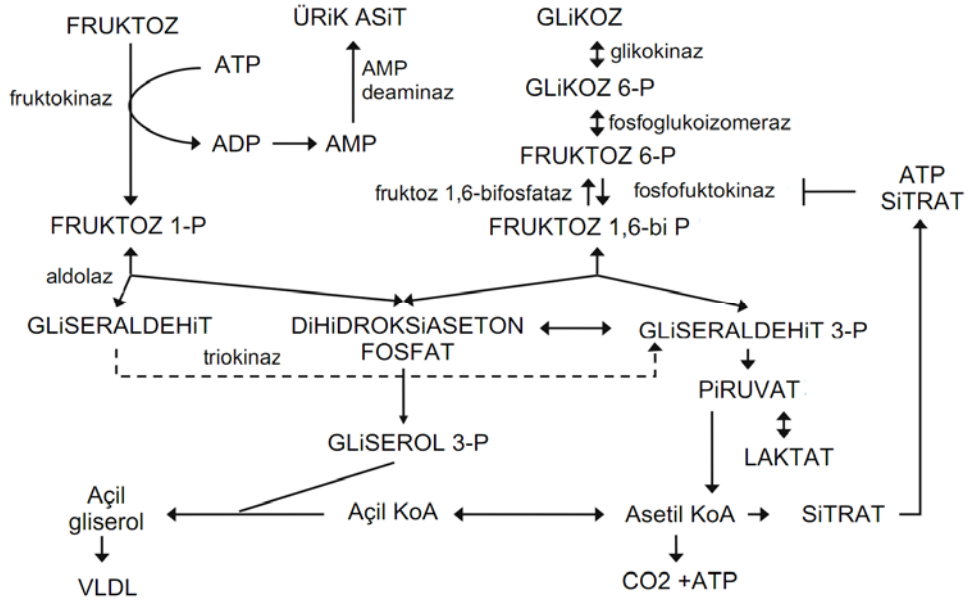 FRUKTOZ
ÜRiK ASiT
GLiKOZ
ATP
AMP
deaminaz
glikokinaz
fruktokinaz
GLiKOZ 6-P
ADP
AMP
fosfoglukoizomeraz
FRUKTOZ 6-P
ATP
SiTRAT
fruktoz 1,6-bifosfataz
fosfofuktokinaz
FRUKTOZ 1-P
FRUKTOZ 1,6-bi P
aldolaz
GLiSERALDEHiT
DiHiDROKSiASETON
FOSFAT
GLiSERALDEHiT 3-P
triokinaz
PiRUVAT
GLiSEROL 3-P
LAKTAT
Açil
gliserol
Açil KoA
Asetil KoA
SiTRAT
VLDL
CO2 +ATP